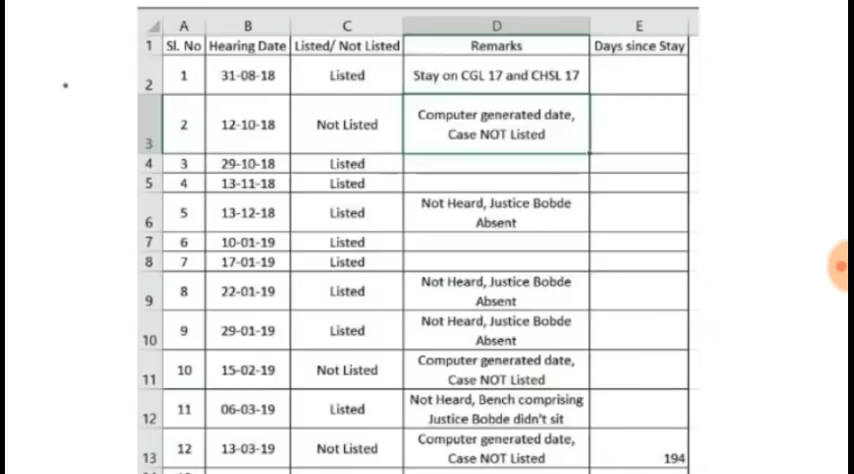 A B C D E
1 Sl. No Hearing Date Listed/ Not Listed Remarks Days since Stay
2 1 31-08-18 Listed Stay on CGL 17 and CHSL 17
3 2 12-10-18 Not Listed Computer generated date,
Case NOT Listed
4 3 29-10-18 Listed
5 4 13-11-18 Listed
6 5 13-12-18 Listed Not Heard, Justice Bobde
Absent
7 6 10-01-19 Listed
8 7 17-01-19 Listed
9 8 22-01-19 Listed Not Heard, Justice Bobde
Absent
10 9 29-01-19 Listed Not Heard, Justice Bobde
Absent
11 10 15-02-19 Not Listed Computer generated date,
Case NOT Listed
12 11 06-03-19 Listed Not Heard, Bench comprising
Justice Bobde didn't sit
13 12 13-03-19 Not Listed Computer generated date,
Case NOT Listed 194